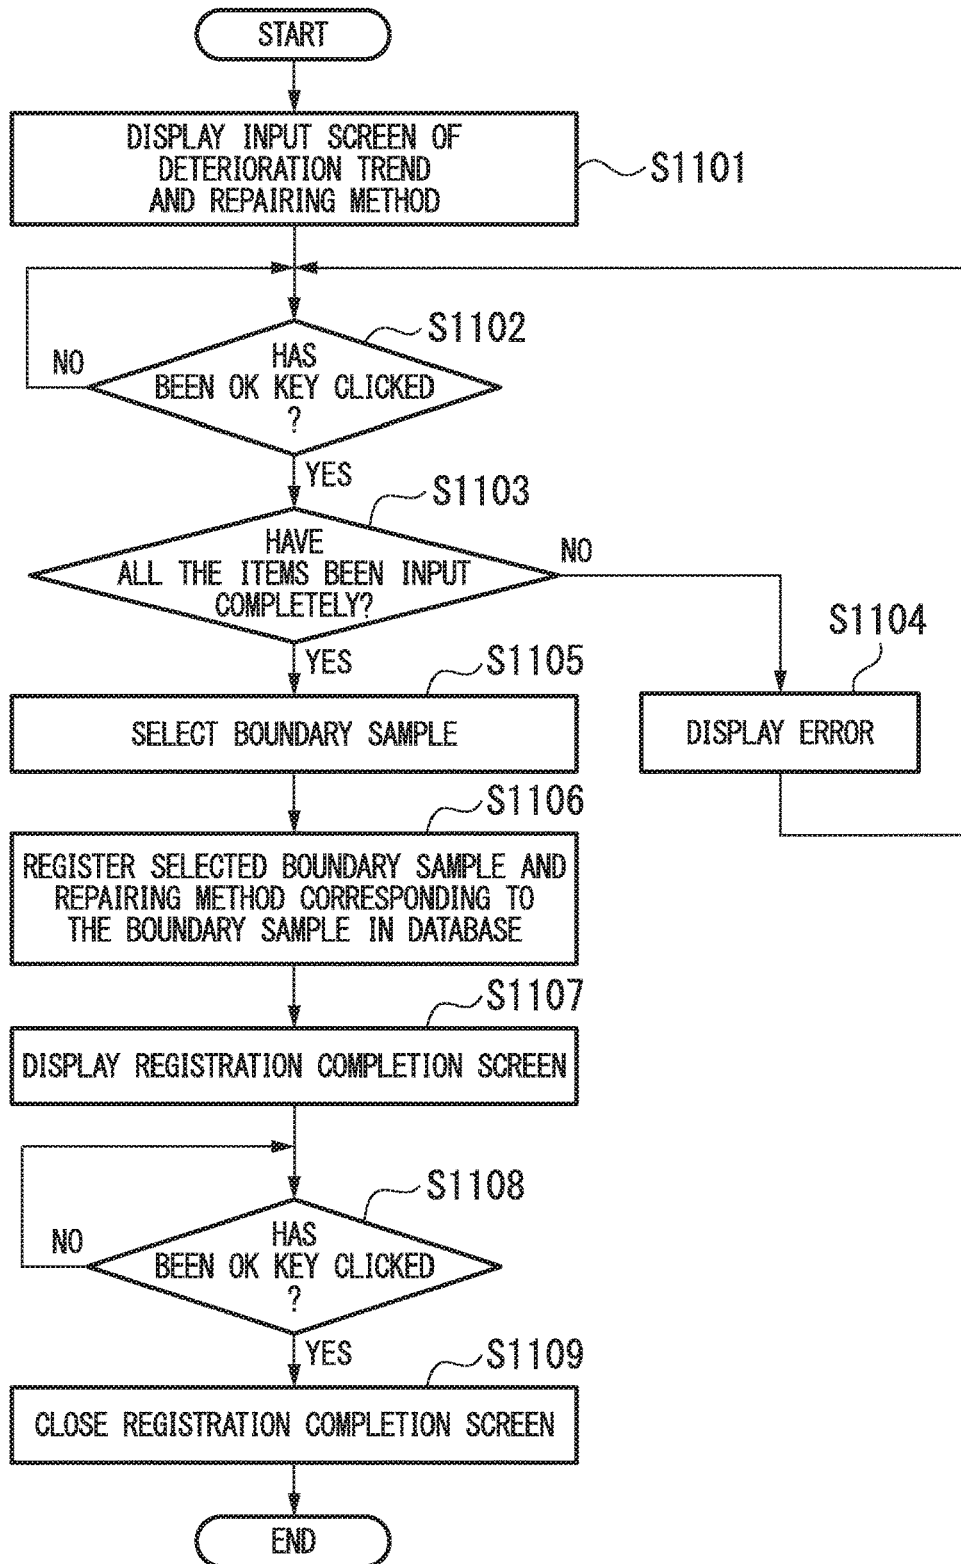 START
DISPLAY INPUT SCREEN OF
DETERIORATION TREND
AND REPAIRING METHOD
S1101
S1102
HAS
BEEN OK KEY CLICKED
?
NO
YES
S1103
HAVE
ALL THE ITEMS BEEN INPUT
COMPLETELY?
NO
YES
S1104
DISPLAY ERROR
S1105
SELECT BOUNDARY SAMPLE
S1106
REGISTER SELECTED BOUNDARY SAMPLE AND
REPAIRING METHOD CORRESPONDING TO
THE BOUNDARY SAMPLE IN DATABASE
S1107
DISPLAY REGISTRATION COMPLETION SCREEN
S1108
HAS
BEEN OK KEY CLICKED
?
NO
YES
S1109
CLOSE REGISTRATION COMPLETION SCREEN
END